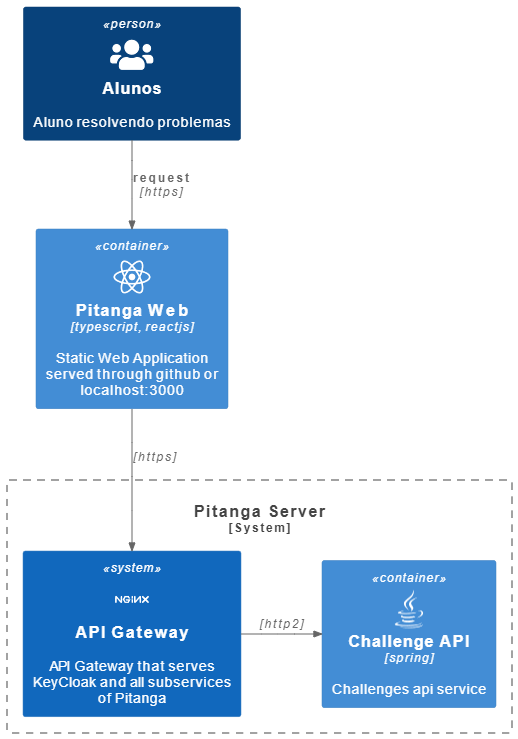 «person»
Alunos
Aluno resolvendo problemas
request
[https]
«container»
Pitanga Web
[typescript, reactjs]
Static Web Application
served through github or
localhost:3000
[https]
Pitanga Server
[System]
«system»
NGINX
API Gateway
API Gateway that serves
KeyCloak and all subservices
of Pitanga
[http2]
«container»
Challenge API
[spring]
Challenges api service